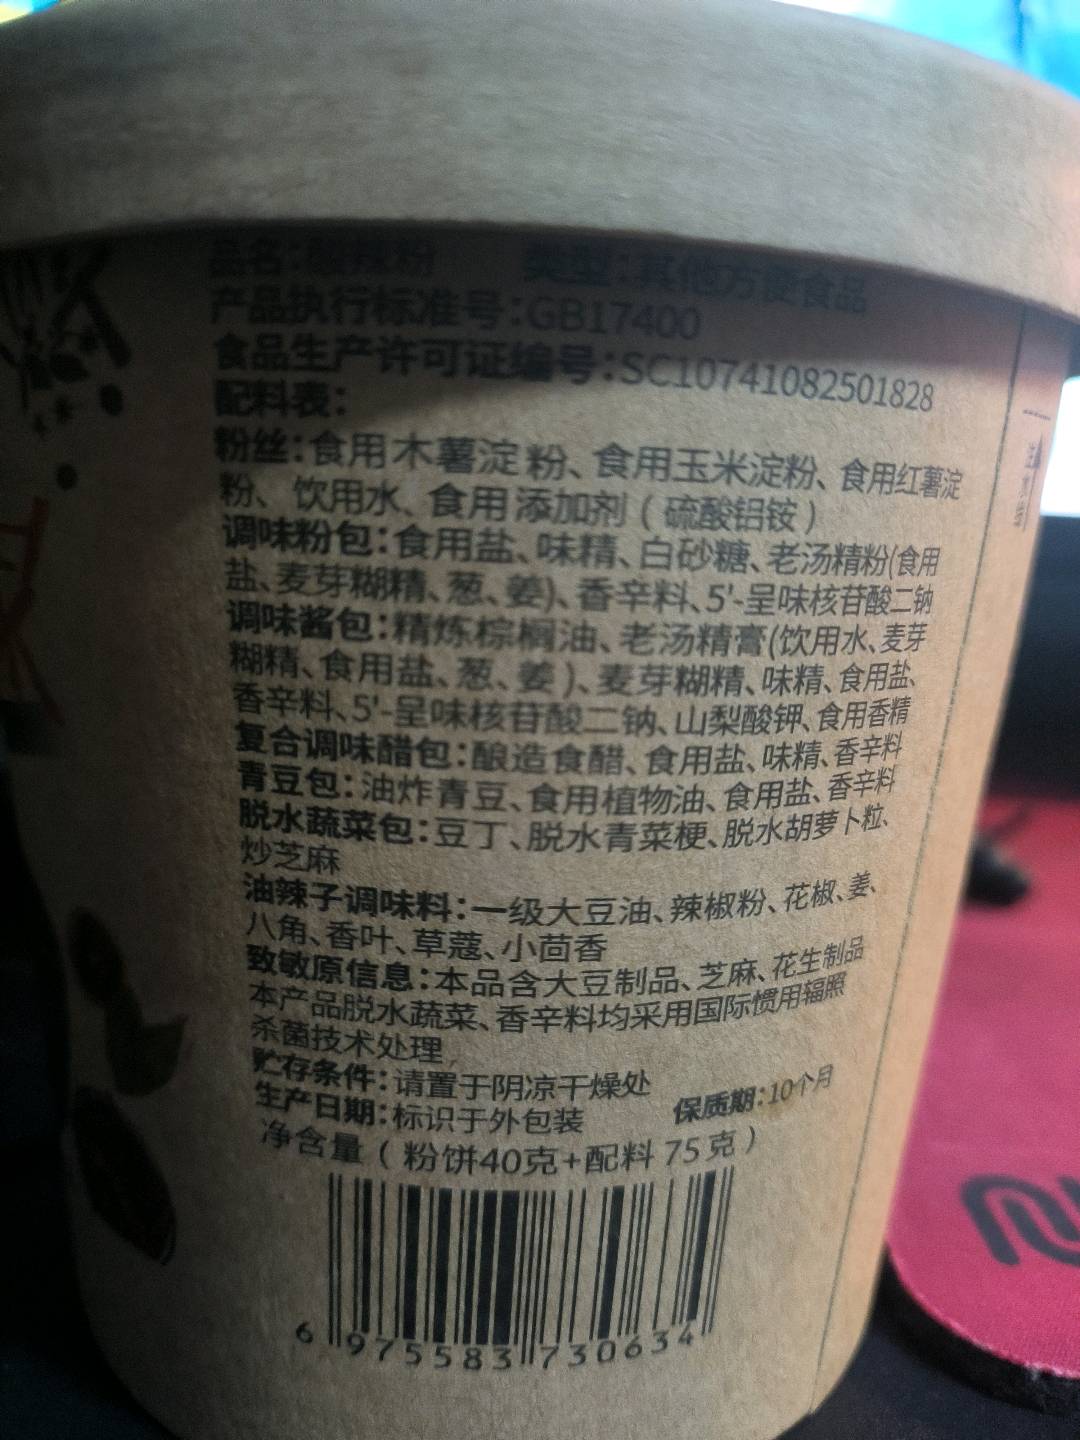 品名:酸辣粉 类型:其他方便食品
产品执行标准号:GB17400
食品生产许可证编号:SC10741082501828
配料表:
粉丝:食用木薯淀粉、食用玉米淀粉、食用红薯淀
粉、饮用水、食用添加剂(硫酸铝铵)
调味粉包:食用盐、味精、白砂糖、老汤精粉(食用
盐、麦芽糊精、葱、姜)、香辛料、5'-呈味核苷酸二钠
调味酱包:精炼棕榈油、老汤精膏(饮用水、麦芽
糊精、食用盐、葱、姜)、麦芽糊精、味精、食用盐、
香辛料、5'-呈味核苷酸二钠、山梨酸钾、食用香精
复合调味醋包:酿造食醋、食用盐、味精、香辛料
青豆包:油炸青豆、食用植物油、食用盐、香辛料
脱水蔬菜包:豆丁、脱水青菜梗、脱水胡萝卜粒、
炒芝麻
油辣子调味料:一级大豆油、辣椒粉、花椒、姜、
八角、香叶、草蔻、小茴香
致敏原信息:本品含大豆制品、芝麻、花生制品
本产品脱水蔬菜、香辛料均采用国际惯用辐照
杀菌技术处理。
贮存条件:请置于阴凉干燥处
生产日期:标识于外包装 保质期:10个月
净含量(粉饼40克+配料 75克)
6 975583 730634